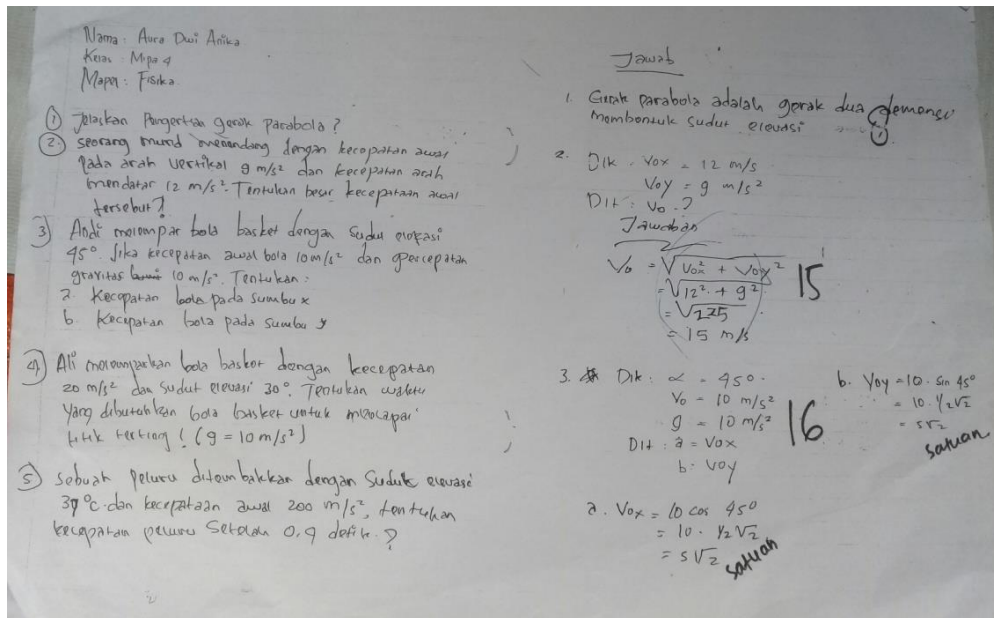 Nama : Aura Dwi Anika
Kelas : Mipa 4
Mapel : Fisika
① Jelaskan Pengertian gerak parabola ?
② seorang murid menendang dengan kecepatan awal
pada arah vertikal 9 m/s² dan kecepatan arah
mendatar 12 m/s². Tentukan besar kecepataan awal
tersebut ?
3) Andi melempar bola basket dengan sudut elevasi
45°. Jika kecepatan awal bola 10 m/s² dan percepatan
gravitas 10 m/s². Tentukan :
a. Kecepatan bola pada sumbu x
b. Kecepatan bola pada sumbu y
4) Ali melemparkan bola basket dengan kecepatan
20 m/s² dan sudut elevasi 30°. Tentukan waktu
yang dibutuhkan bola basket untuk mencapai
titik terting ! (g = 10 m/s²)
5) Sebuah Peluru ditembakkan dengan Sudut elevasi
37°c dan kecepataan awal 200 m/s², tentukan
kecepatan peluru Setelah 0,4 detik ?
Jawab
1. Gerak parabola adalah gerak dua demensi
membentuk sudut elevasi
2. Dik : Vox = 12 m/s
Voy = 9 m/s²
Dit : Vo ?
Jawaban
Vo = √Vox² + Voy²
= √12² + 9²
= √225
= 15 m/s
15
3. Dik : α = 45°
Vo = 10 m/s²
g = 10 m/s²
Dit : a = Vox
b : Voy
16
a. Vox = 10 cos 45°
= 10 . ½√2
= 5√2 satuan
b. Voy = 10 . sin 45°
= 10 . ½√2
= 5√2
satuan